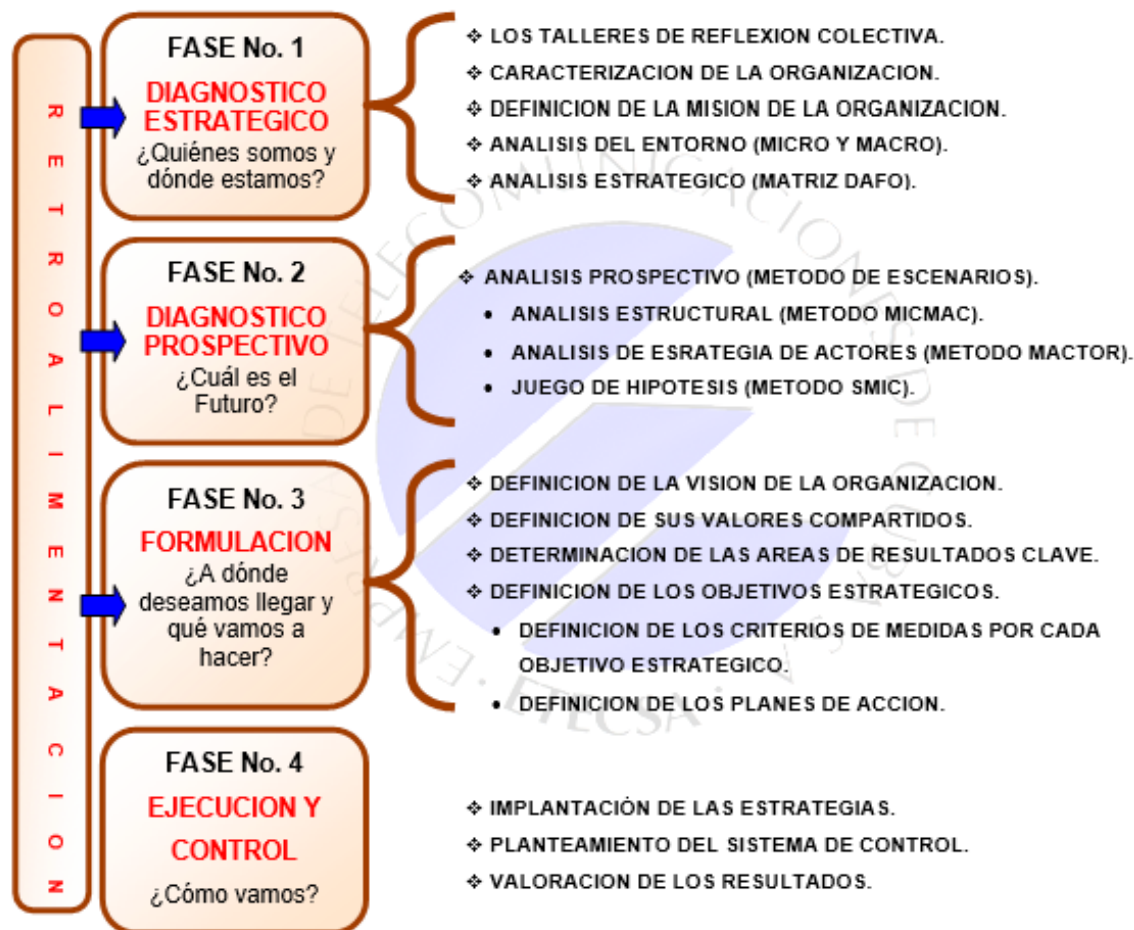 RETROALIMENTACION
FASE No. 1
DIAGNOSTICO
ESTRATEGICO
¿Quiénes somos y
dónde estamos?
❖ LOS TALLERES DE REFLEXION COLECTIVA.
❖ CARACTERIZACION DE LA ORGANIZACION.
❖ DEFINICION DE LA MISION DE LA ORGANIZACION.
❖ ANALISIS DEL ENTORNO (MICRO Y MACRO).
❖ ANALISIS ESTRATEGICO (MATRIZ DAFO).
FASE No. 2
DIAGNOSTICO
PROSPECTIVO
¿Cuál es el
Futuro?
❖ ANALISIS PROSPECTIVO (METODO DE ESCENARIOS).
• ANALISIS ESTRUCTURAL (METODO MICMAC).
• ANALISIS DE ESRATEGIA DE ACTORES (METODO MACTOR).
• JUEGO DE HIPOTESIS (METODO SMIC).
FASE No. 3
FORMULACION
¿A dónde
deseamos llegar y
qué vamos a
hacer?
❖ DEFINICION DE LA VISION DE LA ORGANIZACION.
❖ DEFINICION DE SUS VALORES COMPARTIDOS.
❖ DETERMINACION DE LAS AREAS DE RESULTADOS CLAVE.
❖ DEFINICION DE LOS OBJETIVOS ESTRATEGICOS.
• DEFINICION DE LOS CRITERIOS DE MEDIDAS POR CADA
OBJETIVO ESTRATEGICO.
• DEFINICION DE LOS PLANES DE ACCION.
FASE No. 4
EJECUCION Y
CONTROL
¿Cómo vamos?
❖ IMPLANTACIÓN DE LAS ESTRATEGIAS.
❖ PLANTEAMIENTO DEL SISTEMA DE CONTROL.
❖ VALORACION DE LOS RESULTADOS.
EMPRESA DE TELECOMUNICACIONES DE CUBA S.A. · ETECSA ·